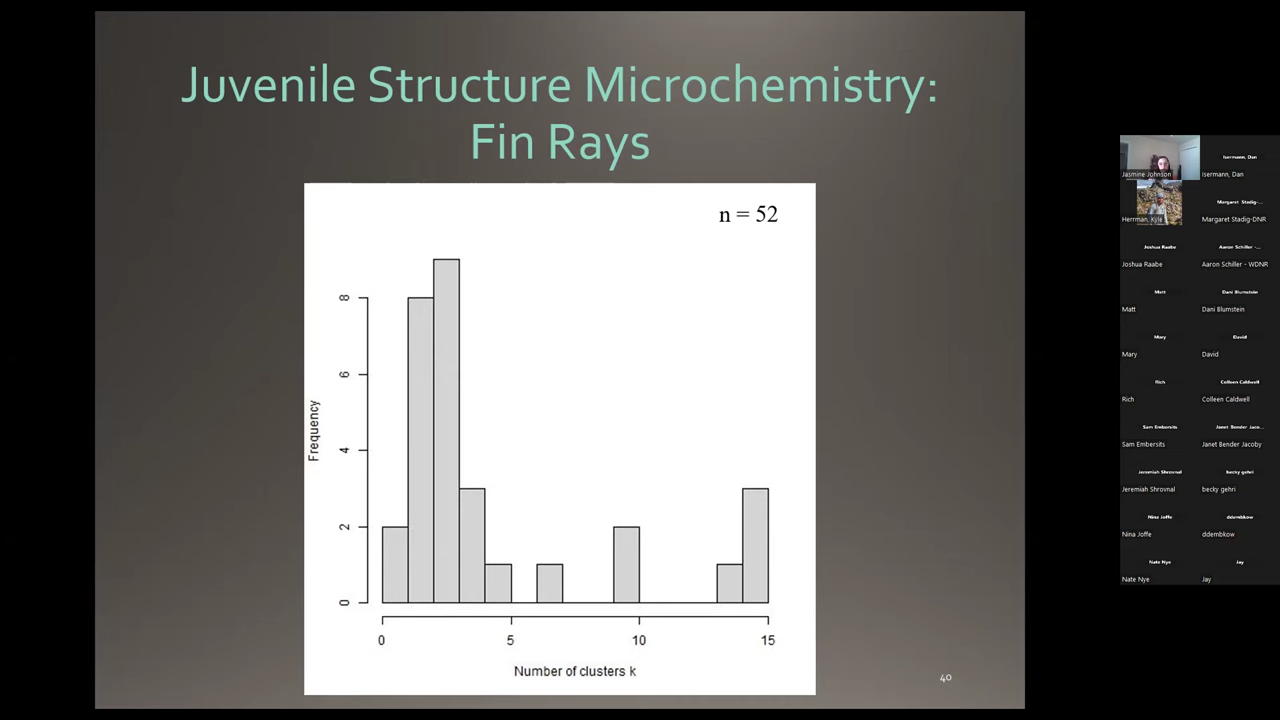 Juvenile Structure Microchemistry:
Fin Rays
n = 52
8
6
4
2
0
Frequency
0 5 10 15
Number of clusters k
40
Jasmine Johnson
Isermann, Dan
Isermann, Dan
Herrman, Kyle
Margaret Stadig-...
Margaret Stadig-DNR
Joshua Raabe
Joshua Raabe
Aaron Schiller -...
Aaron Schiller - WDNR
Matt
Matt
Dani Blumstein
Dani Blumstein
Mary
Mary
David
David
Rich
Rich
Colleen Caldwell
Colleen Caldwell
Sam Embersits
Sam Embersits
Janet Bender Jaco...
Janet Bender Jacoby
Jeremiah Shrovnal
Jeremiah Shrovnal
becky gehri
becky gehri
Nina Joffe
Nina Joffe
ddembkow
ddembkow
Nate Nye
Nate Nye
Jay
Jay